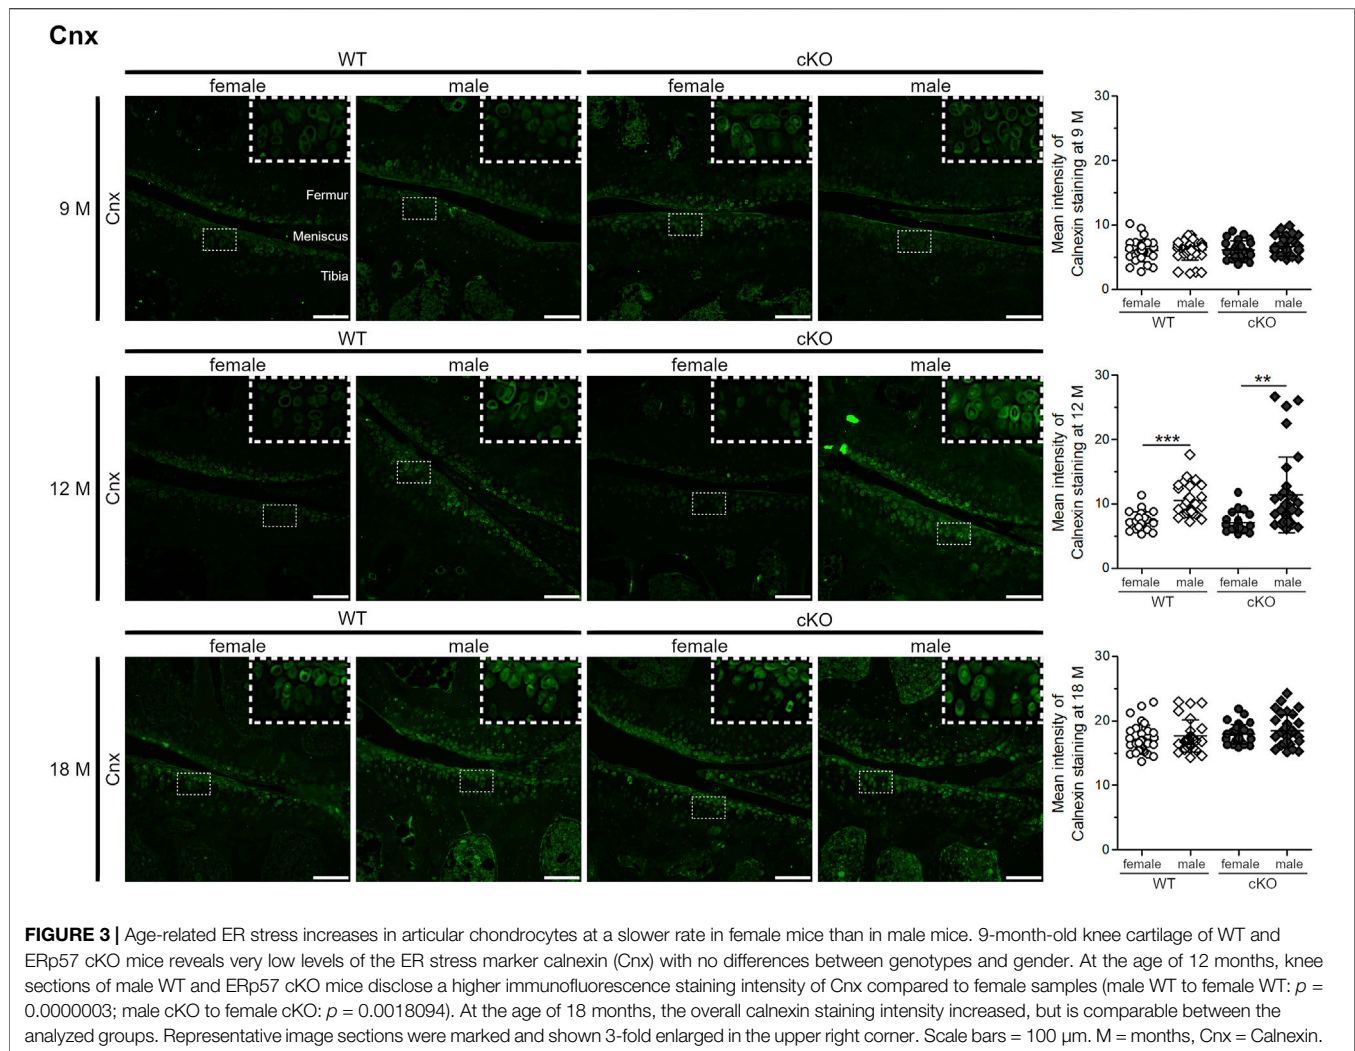 Cnx
WT
cKO
female
male
female
male
9 M
Cnx
Fermur
Meniscus
Tibia
Mean intensity of
Calnexin staining at 9 M
30
20
10
0
female
male
female
male
WT
cKO
WT
cKO
female
male
female
male
12 M
Cnx
Mean intensity of
Calnexin staining at 12 M
30
20
10
0
***
**
female
male
female
male
WT
cKO
WT
cKO
female
male
female
male
18 M
Cnx
Mean intensity of
Calnexin staining at 18 M
30
20
10
0
female
male
female
male
WT
cKO
FIGURE 3 | Age-related ER stress increases in articular chondrocytes at a slower rate in female mice than in male mice. 9-month-old knee cartilage of WT and
ERp57 cKO mice reveals very low levels of the ER stress marker calnexin (Cnx) with no differences between genotypes and gender. At the age of 12 months, knee
sections of male WT and ERp57 cKO mice disclose a higher immunofluorescence staining intensity of Cnx compared to female samples (male WT to female WT: p =
0.0000003; male cKO to female cKO: p = 0.0018094). At the age of 18 months, the overall calnexin staining intensity increased, but is comparable between the
analyzed groups. Representative image sections were marked and shown 3-fold enlarged in the upper right corner. Scale bars = 100 µm. M = months, Cnx = Calnexin.